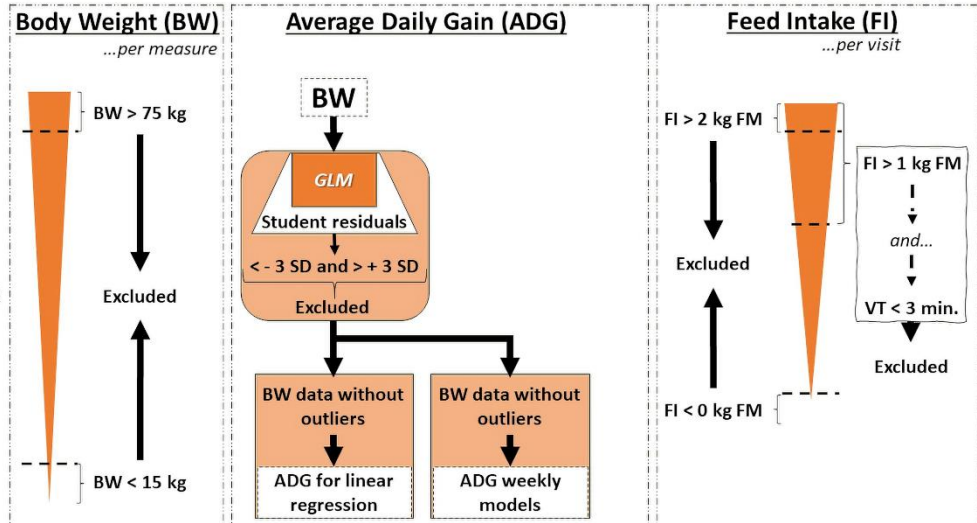 Body Weight (BW)
...per measure
BW > 75 kg
Excluded
BW < 15 kg
Average Daily Gain (ADG)
BW
GLM
Student residuals
< - 3 SD and > + 3 SD
Excluded
BW data without
outliers
ADG for linear
regression
BW data without
outliers
ADG weekly
models
Feed Intake (FI)
...per visit
FI > 2 kg FM
Excluded
FI < 0 kg FM
FI > 1 kg FM
and...
VT < 3 min.
Excluded